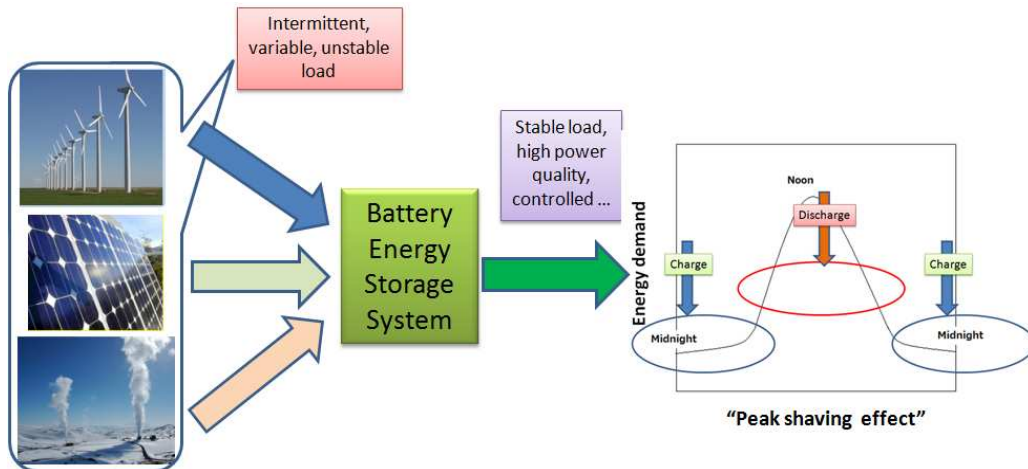 Intermittent,
variable, unstable
load
Stable load,
high power
quality,
controlled ...
Battery
Energy
Storage
System
Energy demand
Noon
Discharge
Charge
Charge
Midnight
Midnight
“Peak shaving effect”